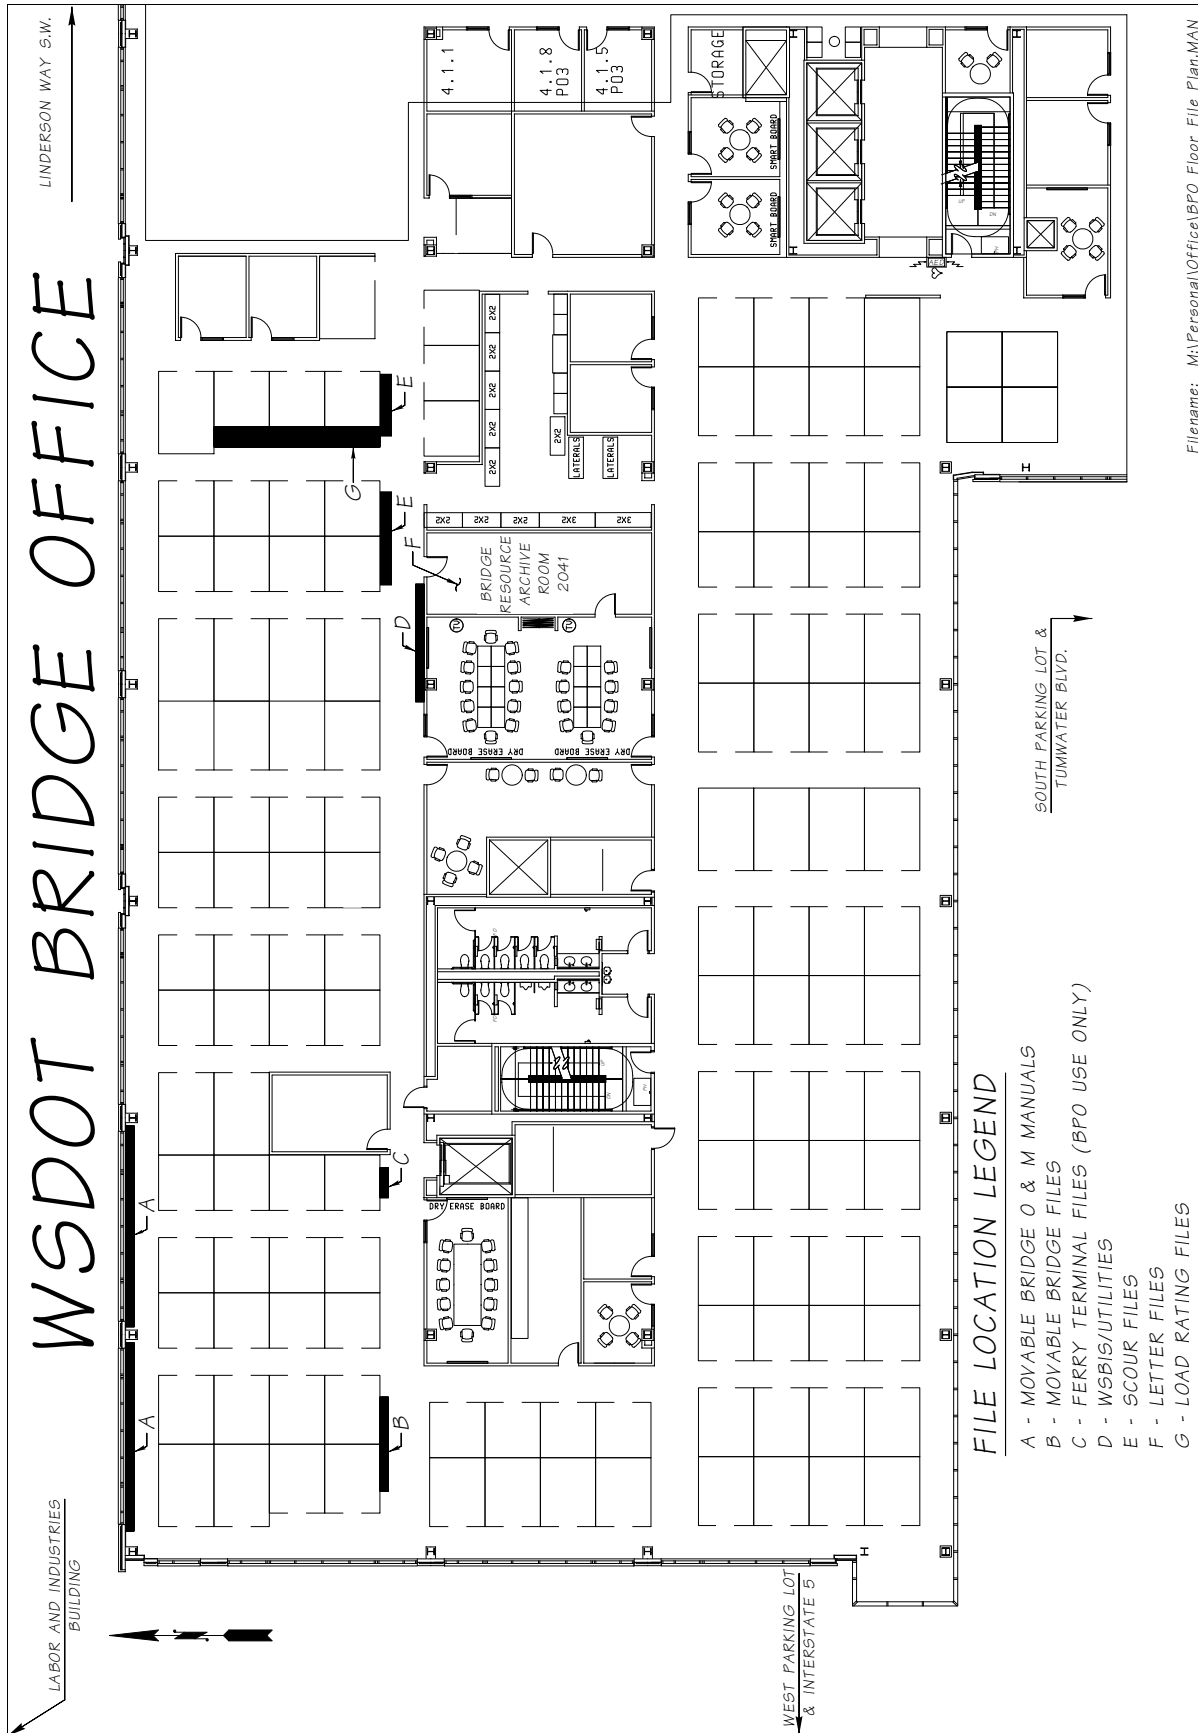 WSDOT BRIDGE OFFICE
LINDERSON WAY S.W.
LABOR AND INDUSTRIES
BUILDING
A
A
B
C
D
E
E
F
G
4.1.1
4.1.8
P03
4.1.5
P03
STORAGE
SMART BOARD
SMART BOARD
AED
UP
DN
2X2
2X2
2X2
2X2
2X2
2X2
LATERALS
LATERALS
2X2
2X2
2X2
3X2
3X2
BRIDGE
RESOURCE
ARCHIVE
ROOM
2041
TV
TV
DRY ERASE BOARD
DRY ERASE BOARD
DRY ERASE BOARD
UP
DN
SOUTH PARKING LOT &
TUMWATER BLVD.
WEST PARKING LOT
& INTERSTATE 5
FILE LOCATION LEGEND
A - MOVABLE BRIDGE O & M MANUALS
B - MOVABLE BRIDGE FILES
C - FERRY TERMINAL FILES (BPO USE ONLY)
D - WSBIS/UTILITIES
E - SCOUR FILES
F - LETTER FILES
G - LOAD RATING FILES
Filename: M:\Personal\Office\BPO Floor File Plan.MAN